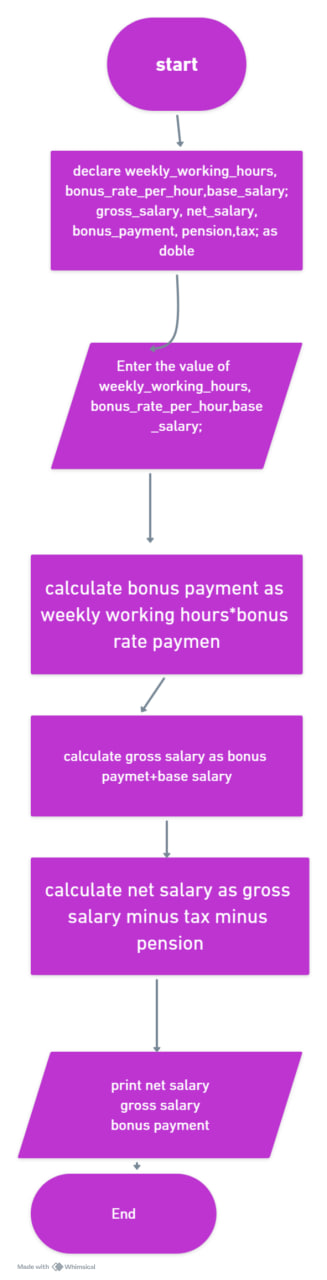 start
declare weekly_working_hours,
bonus_rate_per_hour,base_salary;
gross_salary, net_salary,
bonus_payment, pension,tax; as
doble
Enter the value of
weekly_working_hours,
bonus_rate_per_hour,base
_salary;
calculate bonus payment as
weekly working hours*bonus
rate paymen
calculate gross salary as bonus
paymet+base salary
calculate net salary as gross
salary minus tax minus
pension
print net salary
gross salary
bonus payment
End
Made with Whimsical